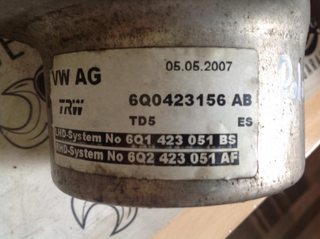 VW AG 05.05.2007
TRW 6Q0423156 AB
TD5 ES
LHD-System No 6Q1 423 051 BS
RHD-System No 6Q2 423 051 AF